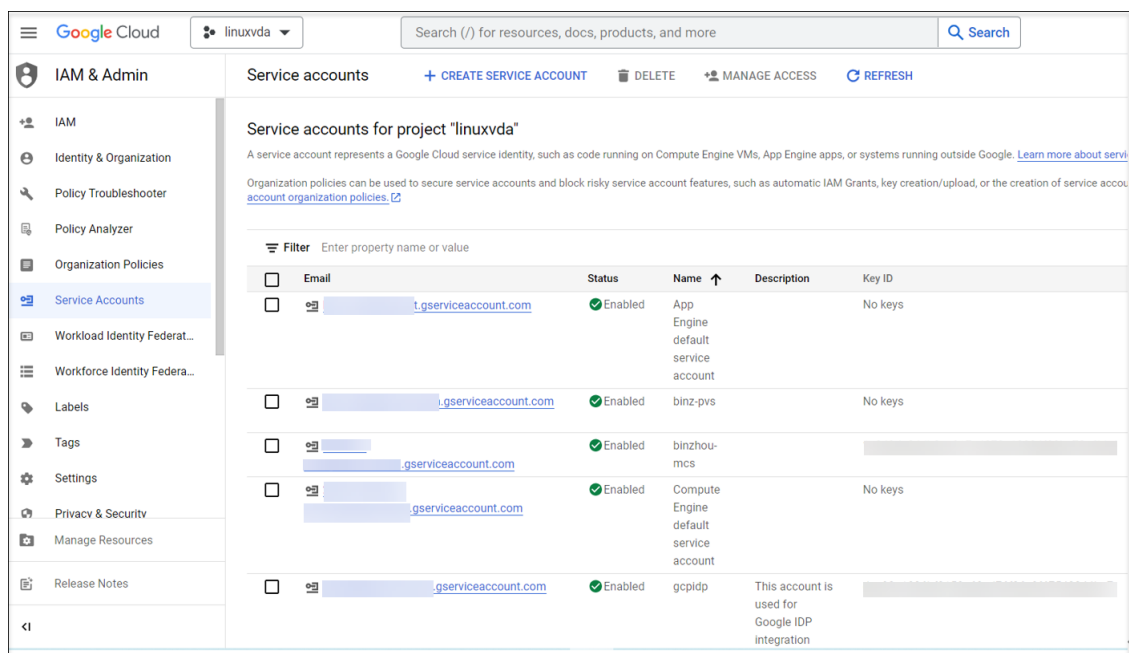 Google Cloud
linuxvda
Search (/) for resources, docs, products, and more
Search
IAM & Admin
Service accounts
+ CREATE SERVICE ACCOUNT
DELETE
MANAGE ACCESS
REFRESH
IAM
Identity & Organization
Policy Troubleshooter
Policy Analyzer
Organization Policies
Service Accounts
Workload Identity Federat...
Workforce Identity Federa...
Labels
Tags
Settings
Privacy & Security
Manage Resources
Release Notes
Service accounts for project "linuxvda"
A service account represents a Google Cloud service identity, such as code running on Compute Engine VMs, App Engine apps, or systems running outside Google. Learn more about servi
Organization policies can be used to secure service accounts and block risky service account features, such as automatic IAM Grants, key creation/upload, or the creation of service accou
account organization policies.
Filter Enter property name or value
Email Status Name Description Key ID
t.gserviceaccount.com Enabled App No keys
Engine
default
service
account
.gserviceaccount.com Enabled binz-pvs No keys
Enabled binzhou-
.gserviceaccount.com mcs
Enabled Compute No keys
.gserviceaccount.com Engine
default
service
account
.gserviceaccount.com Enabled gcpidp This account is
used for
Google IDP
integration